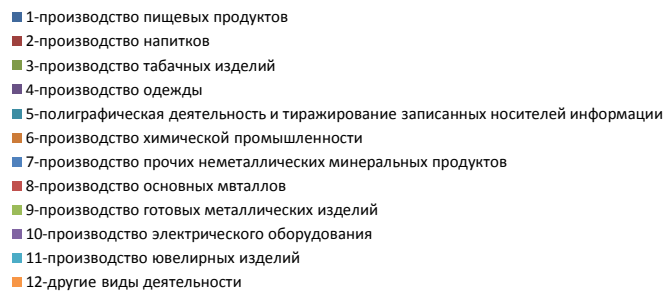 1-производство пищевых продуктов
2-производство напитков
3-производство табачных изделий
4-производство одежды
5-полиграфическая деятельность и тиражирование записанных носителей информации
6-производство химической промышленности
7-производство прочих неметаллических минеральных продуктов
8-производство основных мвталлов
9-производство готовых металлических изделий
10-производство электрического оборудования
11-производство ювелирных изделий
12-другие виды деятельности